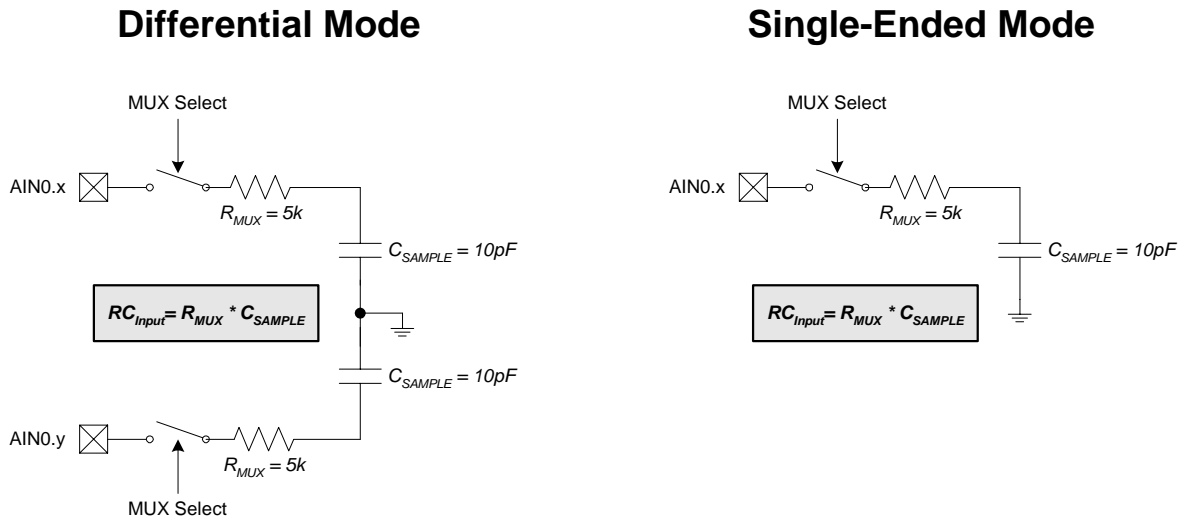 Differential Mode
MUX Select
AIN0.x
R_MUX = 5k
C_SAMPLE = 10pF
RC_Input= R_MUX * C_SAMPLE
C_SAMPLE = 10pF
AIN0.y
R_MUX = 5k
MUX Select
Single-Ended Mode
MUX Select
AIN0.x
R_MUX = 5k
C_SAMPLE = 10pF
RC_Input= R_MUX * C_SAMPLE